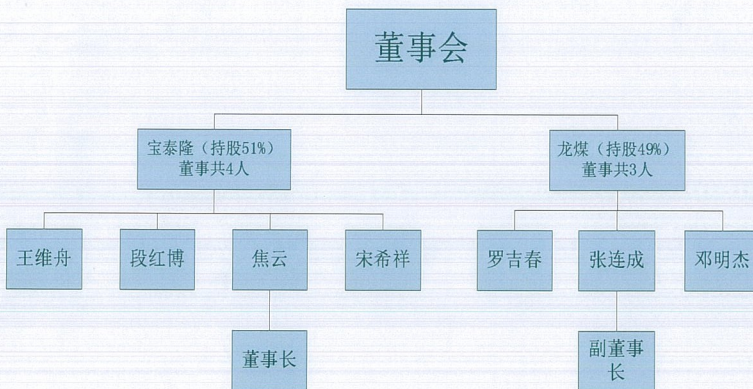 董事会
宝泰隆（持股51%）
董事共4人
龙煤（持股49%）
董事共3人
王维舟
段红博
焦云
宋希祥
罗吉春
张连成
邓明杰
董事长
副董事
长